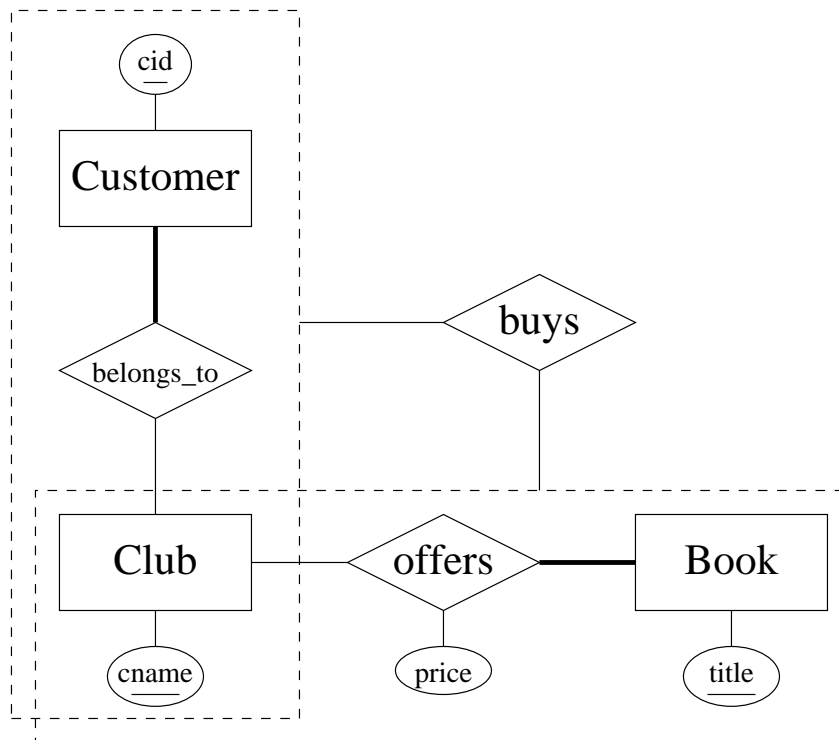 cid
Customer
buys
belongs_to
Club
offers
Book
cname
price
title